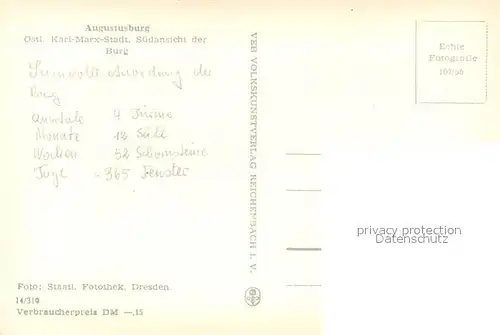 Augustusburg
Östl. Karl-Marx-Stadt, Südansicht der
Burg
Sinnvolle Anordnung der
Burg
Quartale 4 Türme
Monate 12 Säle
Wochen 52 Schornsteine
Tage - 365 Fenster
Foto: Staatl. Fotothek, Dresden.
14/310
Verbraucherpreis DM —,15
VEB VOLKSKUNSTVERLAG REICHENBACH I. V.
Echte
Fotografie
privacy protection
Datenschutz